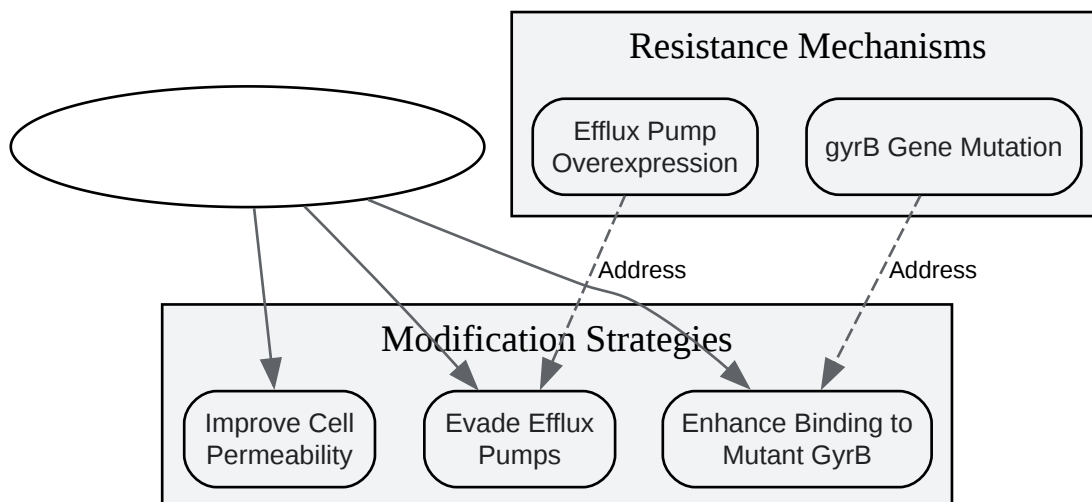 Resistance Mechanisms
Efflux Pump
Overexpression
gyrB Gene Mutation
Address
Address
Modification Strategies
Improve Cell
Permeability
Evade Efflux
Pumps
Enhance Binding to
Mutant GyrB